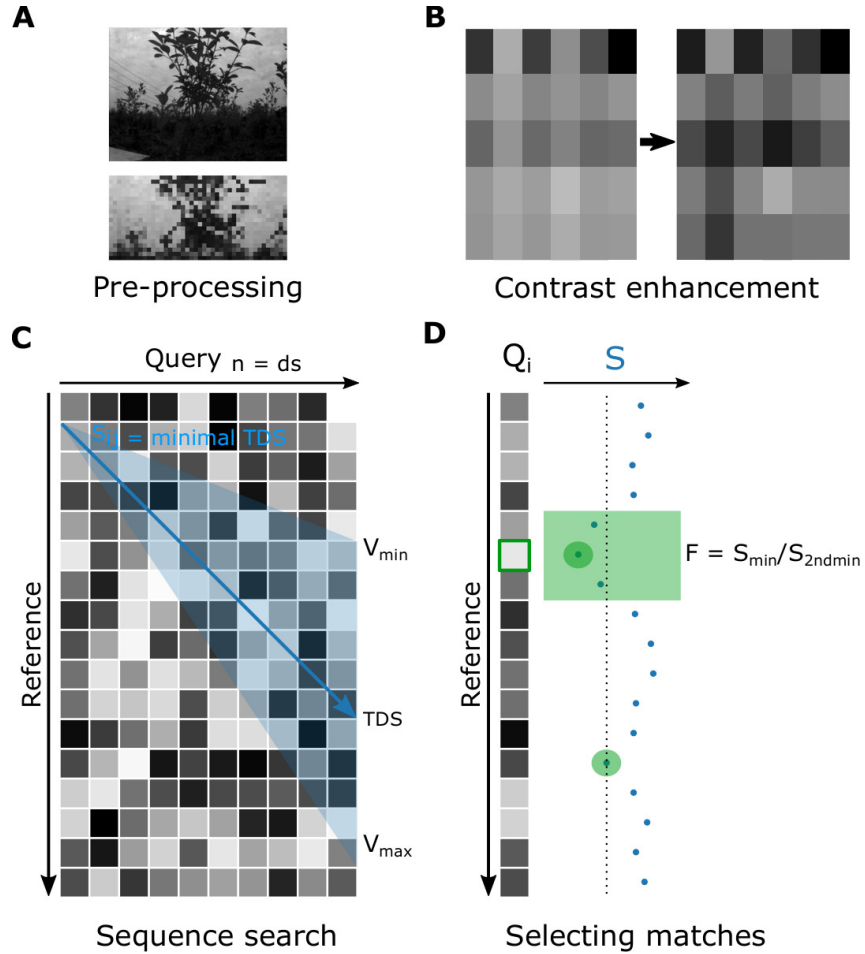 A
B
Pre-processing
Contrast enhancement
C
Query n = ds
Reference
Sij = minimal TDS
Vmin
TDS
Vmax
Sequence search
D
Qi
S
Reference
F = Smin/S2ndmin
Selecting matches